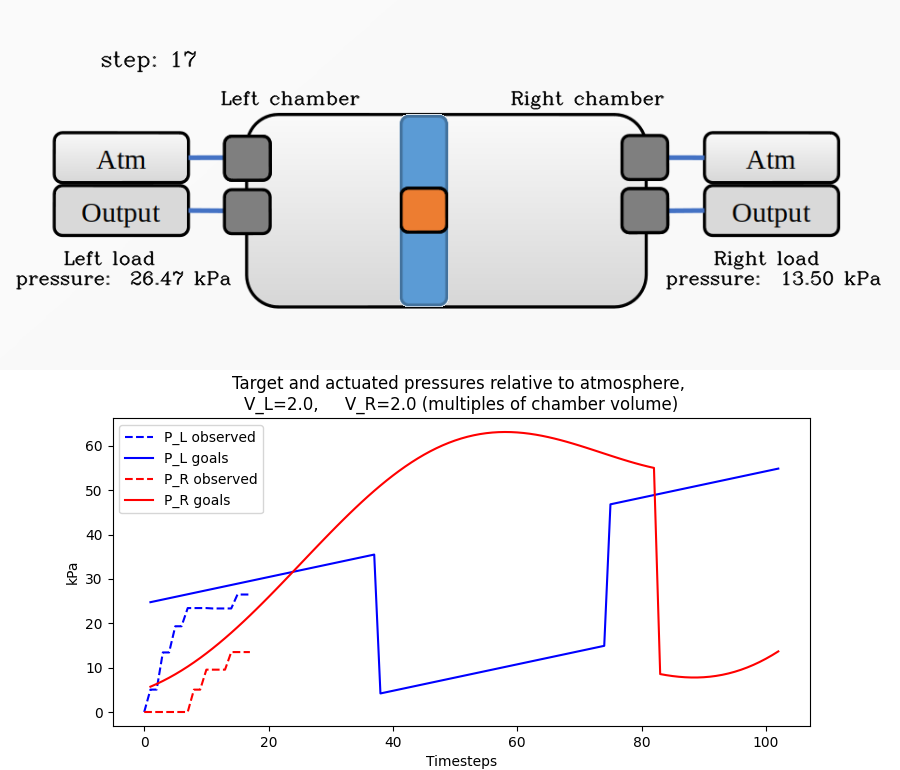 step: 17
Left chamber
Right chamber
Atm
Atm
Output
Output
Left load
pressure: 26.47 kPa
Right load
pressure: 13.50 kPa
Target and actuated pressures relative to atmosphere,
V_L=2.0, V_R=2.0 (multiples of chamber volume)
P_L observed
P_L goals
P_R observed
P_R goals
kPa
60
50
40
30
20
10
0
0 20 40 60 80 100
Timesteps